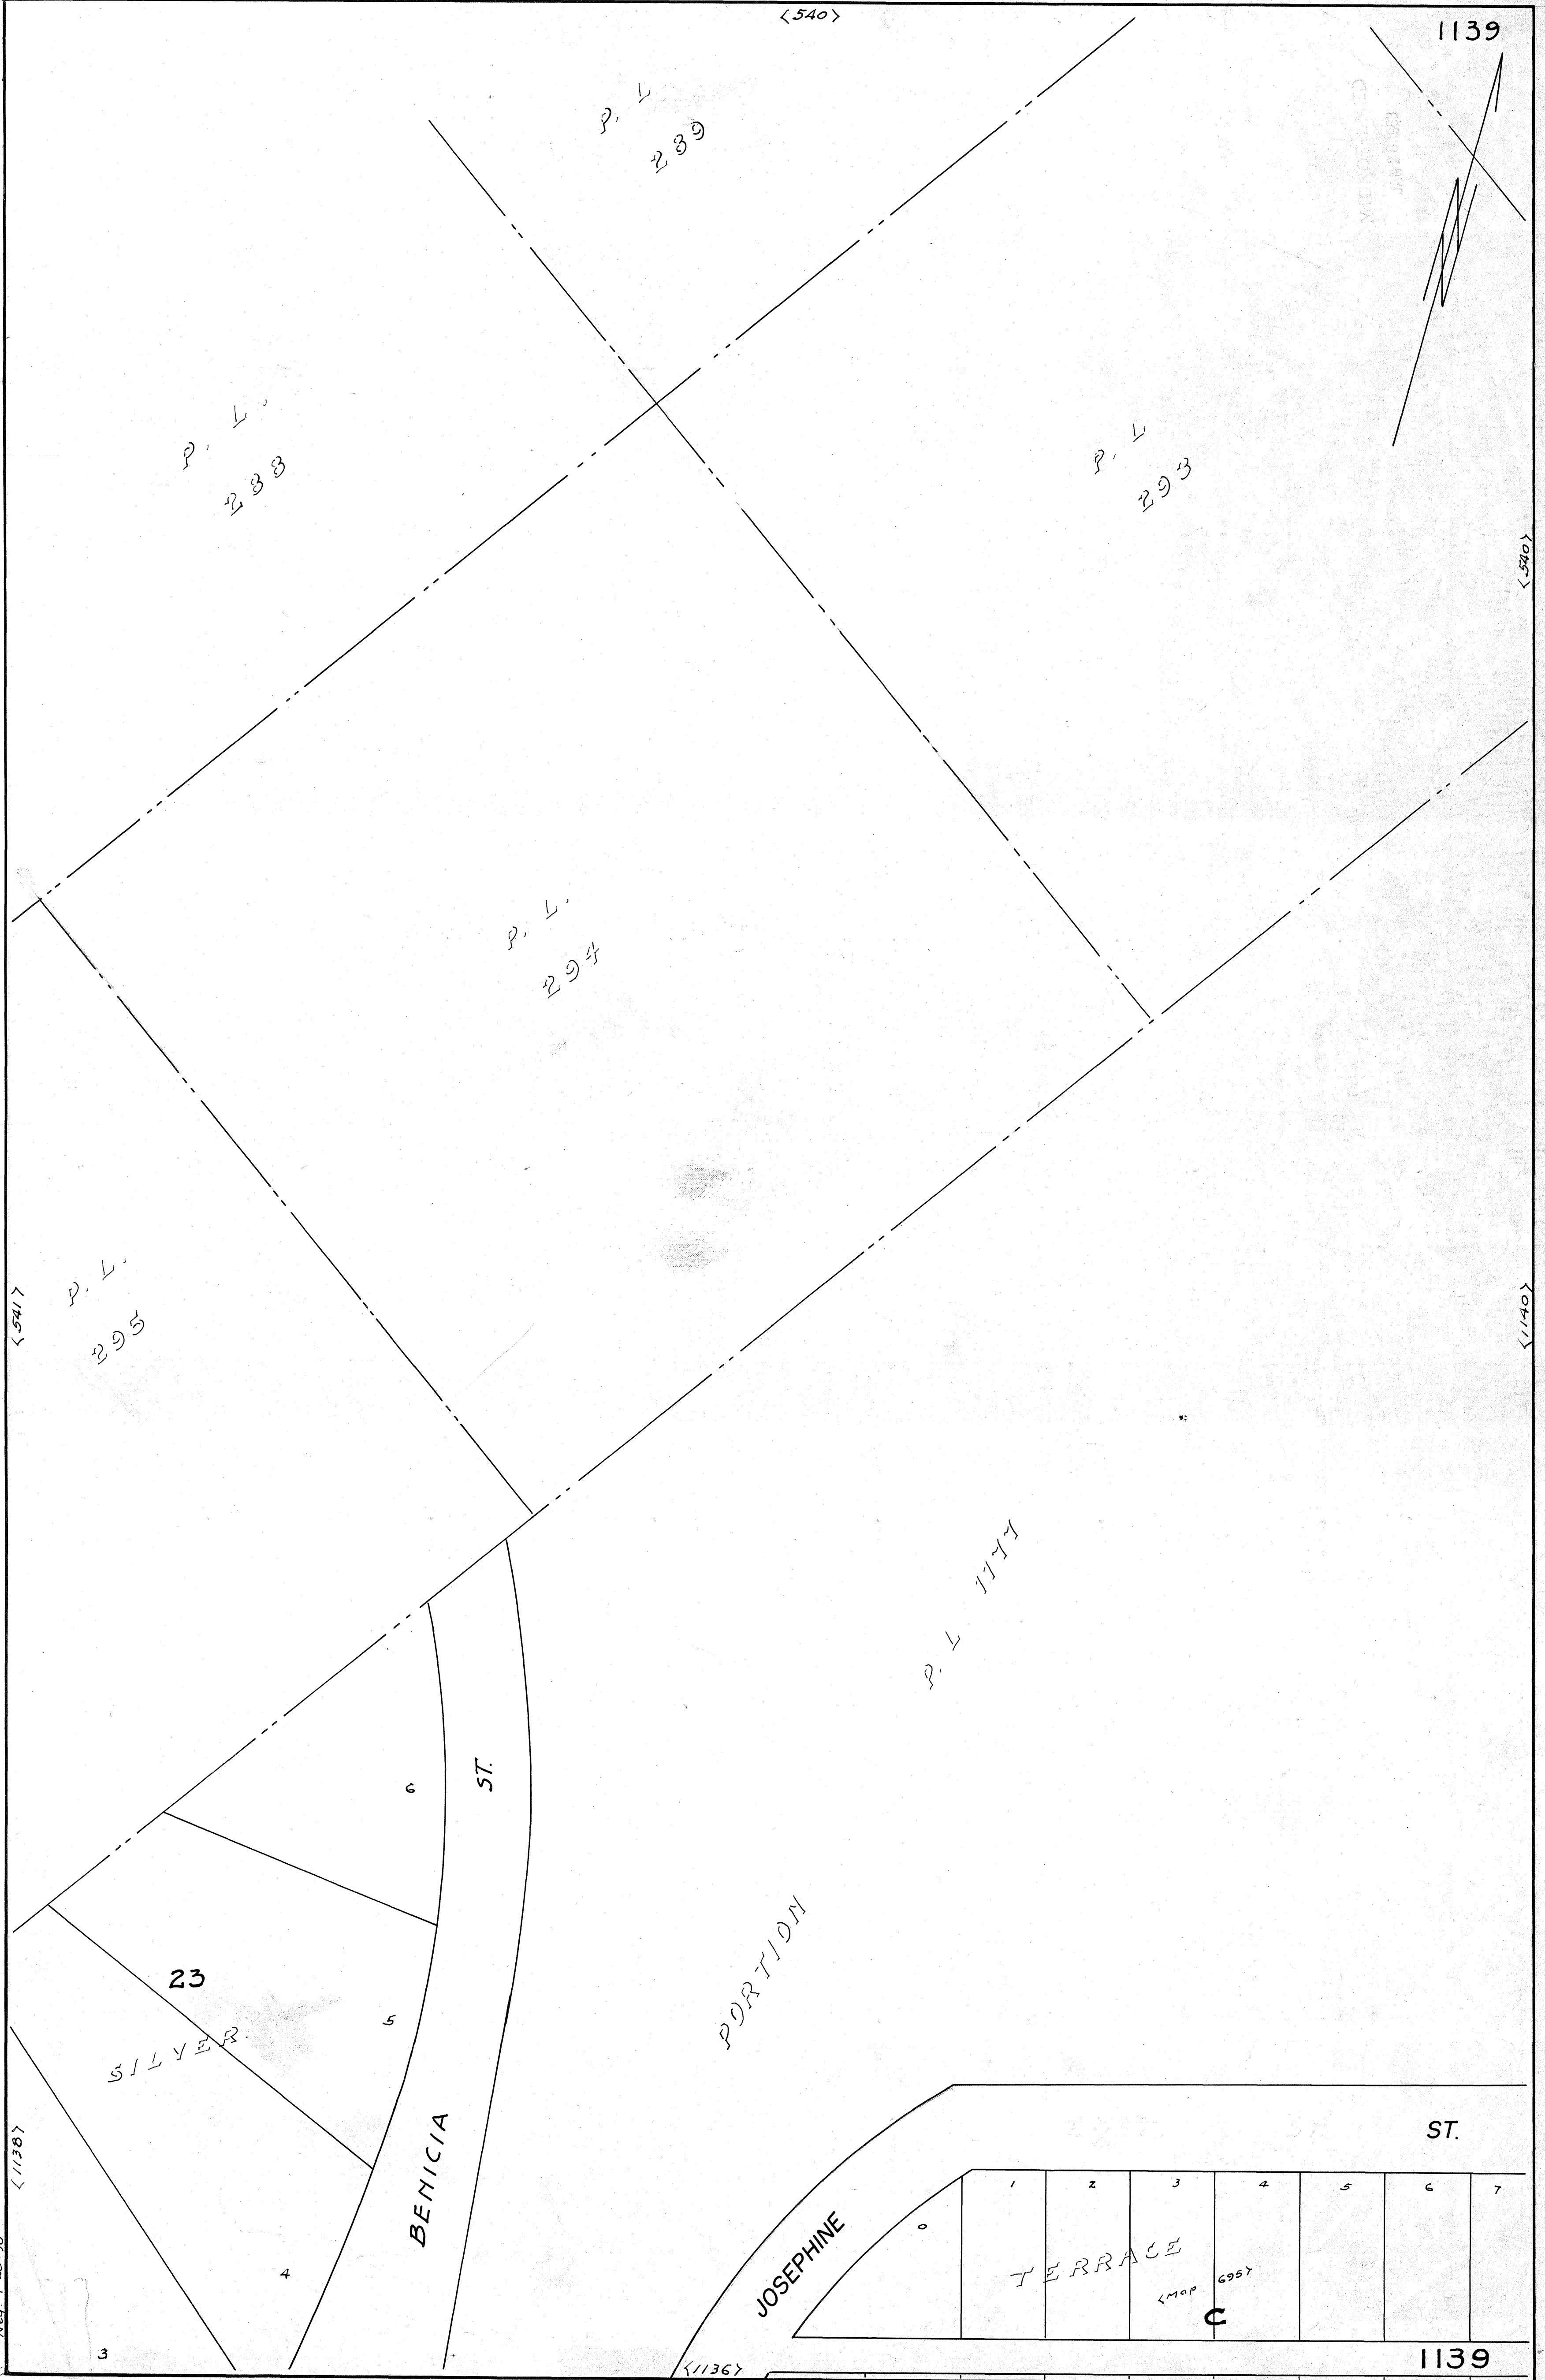 <540>
1139
P. L
289
P. L.
288
P. L
293
<540>
P. L.
294
P. L.
295
<541>
<1140>
P. L 1177
PORTION
6
ST.
23
5
SILVER
BENICIA
<1138>
4
3
ST.
JOSEPHINE
0 1 2 3 4 5 6 7
TERRACE
<MAP 695>
C
<1136>
1139